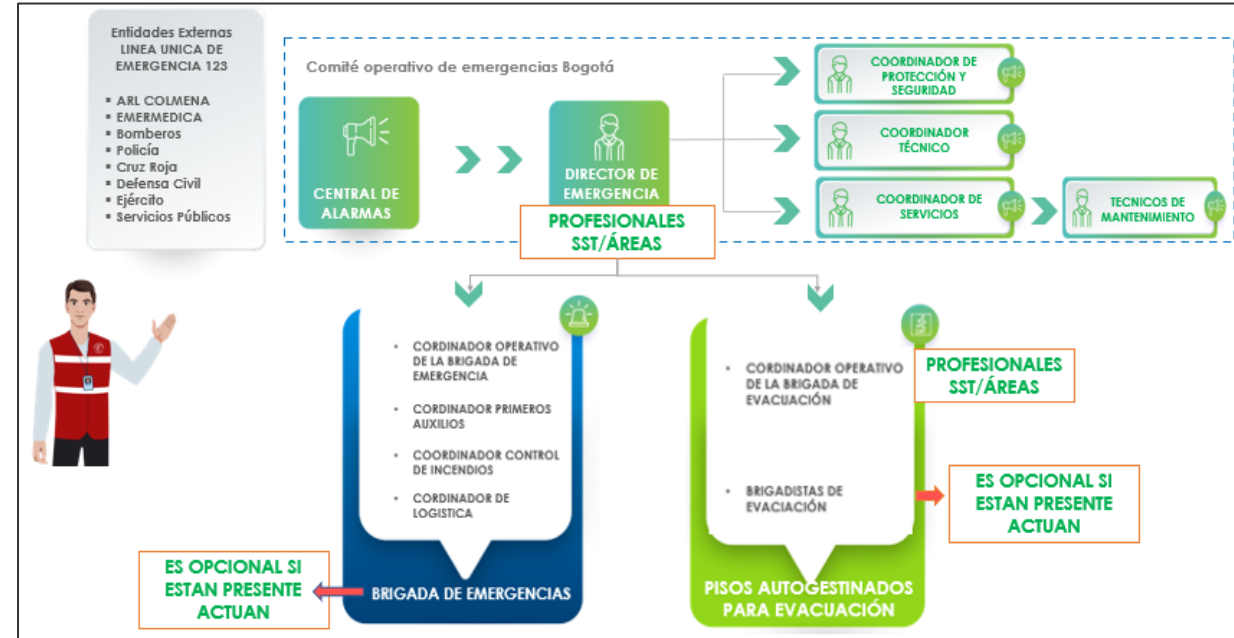 Entidades Externas
LINEA UNICA DE
EMERGENCIA 123
▪ ARL COLMENA
▪ EMERMEDICA
▪ Bomberos
▪ Policía
▪ Cruz Roja
▪ Defensa Civil
▪ Ejército
▪ Servicios Públicos
Comité operativo de emergencias Bogotá
CENTRAL DE
ALARMAS
DIRECTOR DE
EMERGENCIA
PROFESIONALES
SST/ÁREAS
COORDINADOR DE
PROTECCIÓN Y
SEGURIDAD
COORDINADOR
TÉCNICO
COORDINADOR DE
SERVICIOS
TECNICOS DE
MANTENIMIENTO
• CORDINADOR OPERATIVO
DE LA BRIGADA DE
EMERGENCIA
• CORDINADOR PRIMEROS
AUXILIOS
• COORDINADOR CONTROL
DE INCENDIOS
• CORDINADOR DE
LOGISTICA
BRIGADA DE EMERGENCIAS
ES OPCIONAL SI
ESTAN PRESENTE
ACTUAN
• CORDINADOR OPERATIVO
DE LA BRIGADA DE
EVACUACIÓN
• BRIGADISTAS DE
EVACIACIÓN
PISOS AUTOGESTINADOS
PARA EVACUACIÓN
PROFESIONALES
SST/ÁREAS
ES OPCIONAL SI
ESTAN PRESENTE
ACTUAN